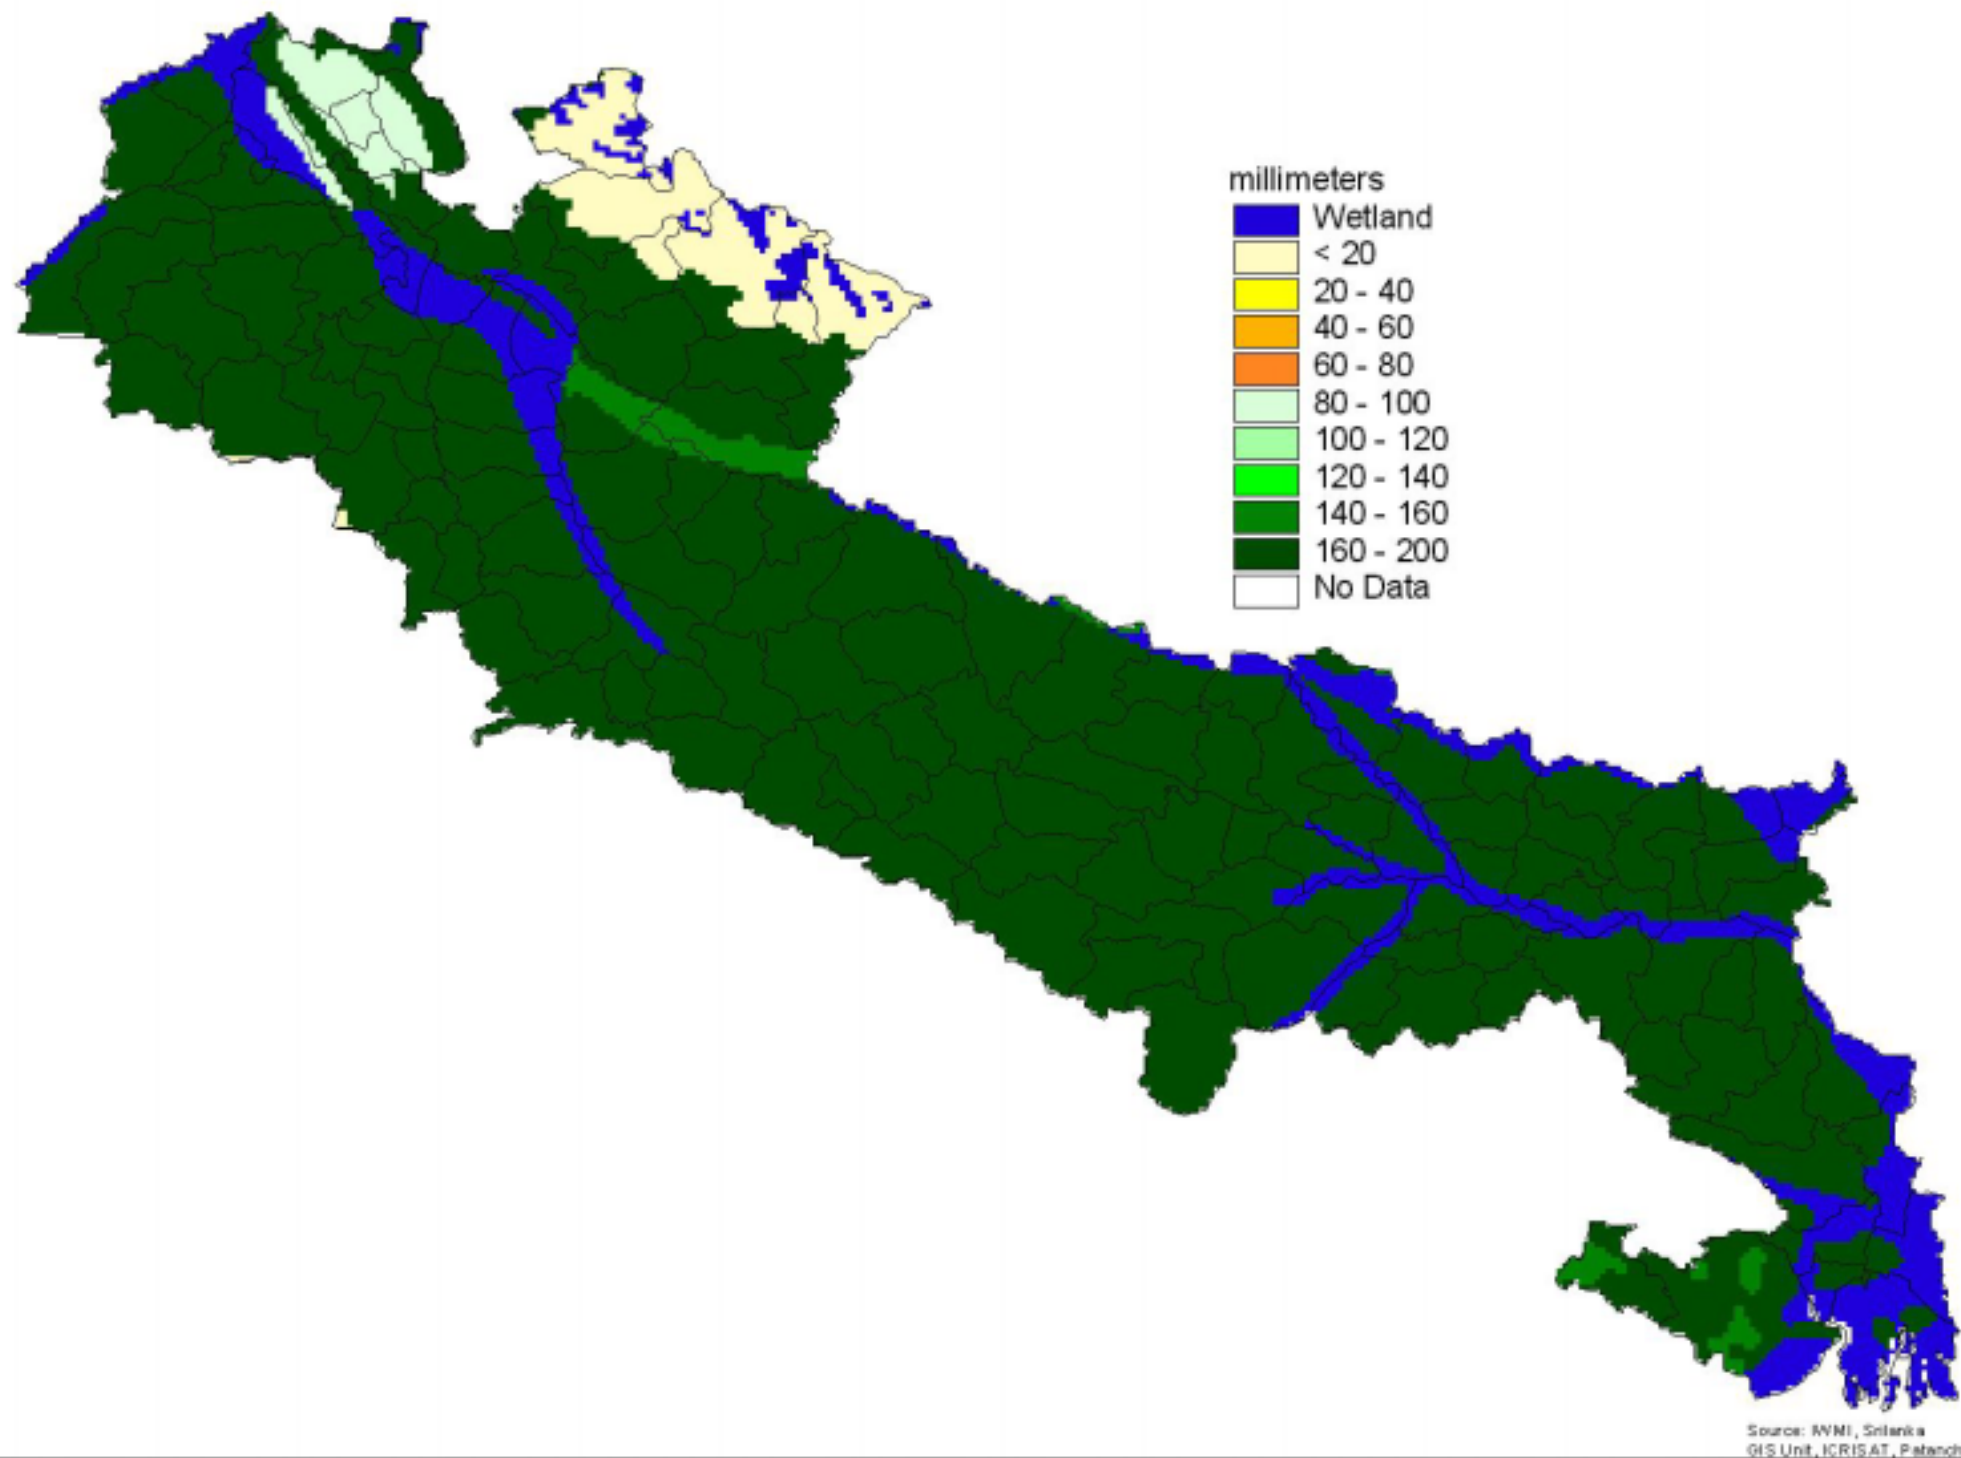 millimeters
Wetland
< 20
20 - 40
40 - 60
60 - 80
80 - 100
100 - 120
120 - 140
140 - 160
160 - 200
No Data
Source: IWMI, Srilanka
GIS Unit, ICRISAT, Patanch